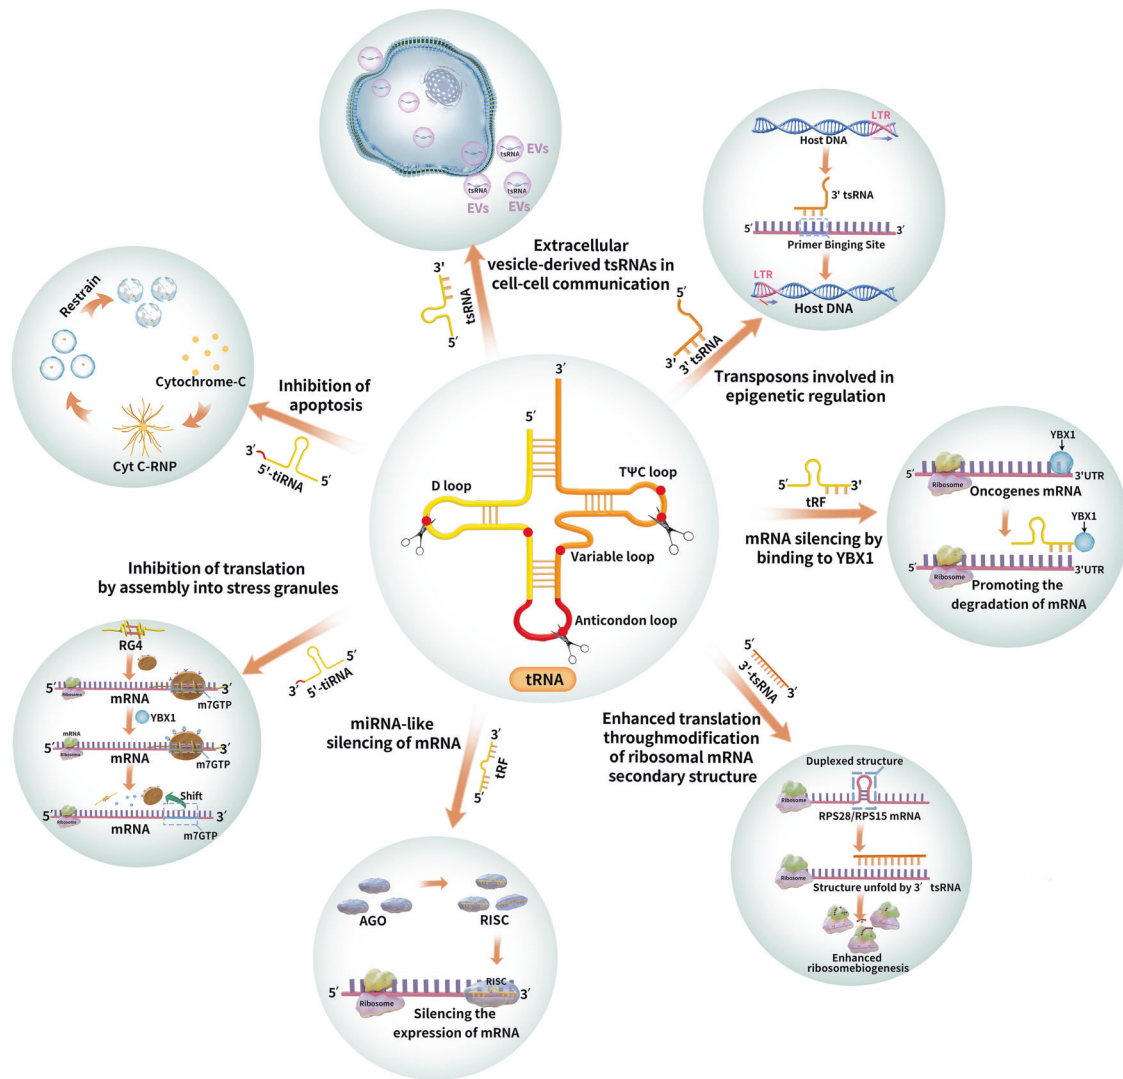 tsRNA
EVs
tsRNA
tsRNA
EVs
EVs
LTR
Host DNA
3' tsRNA
5′
3′
Primer Binging Site
LTR
Host DNA
Extracellular
vesicle-derived tsRNAs in
cell-cell communication
3'
tsRNA
5′
5′
3'
3' tsRNA
Transposons involved in
epigenetic regulation
Restrain
Cytochrome-C
Cyt C-RNP
Inhibition of
apoptosis
3′
5′-tiRNA
5′
3′
5′
D loop
TΨC loop
Variable loop
Anticondon loop
tRNA
5′
3'
tRF
mRNA silencing by
binding to YBX1
YBX1
5′
Ribosome
3'UTR
Oncogenes mRNA
YBX1
5′
Ribosome
3'UTR
Promoting the
degradation of mRNA
Inhibition of translation
by assembly into stress granules
5′
5′-tiRNA
3′
RG4
5′
3′
Ribosome
mRNA
m7GTP
YBX1
mRNA
5′
3′
Ribosome
mRNA
m7GTP
Shift
5′
3′
Ribosome
mRNA
m7GTP
miRNA-like
silencing of mRNA
tRF
3′
5′
AGO
RISC
RISC
5′
3′
Ribosome
Silencing the
expression of mRNA
5′
3'-tsRNA
3′
Enhanced translation
throughmodification
of ribosomal mRNA
secondary structure
Duplexed structure
Ribosome
RPS28/RPS15 mRNA
Ribosome
Structure unfold by 3′ tsRNA
Enhanced
ribosomebiogenesis